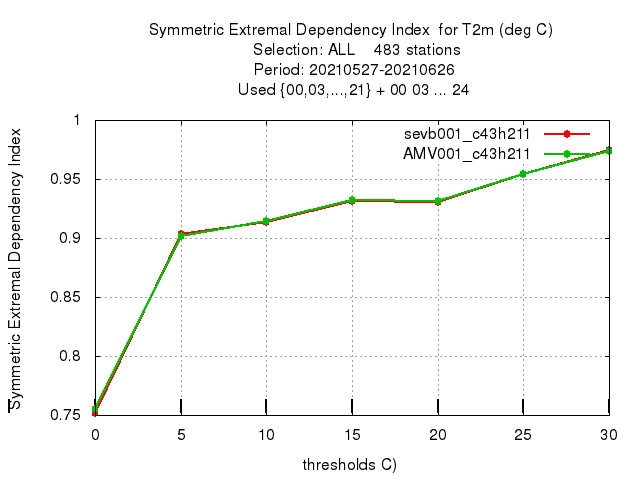 Symmetric Extremal Dependency Index  for T2m (deg C)
Selection: ALL    483 stations
Period: 20210527-20210626
Used {00,03,...,21} + 00 03 ... 24
Symmetric Extremal Dependency Index
1
0.95
0.9
0.85
0.8
0.75
sevb001_c43h211
AMV001_c43h211
0 5 10 15 20 25 30
thresholds C)